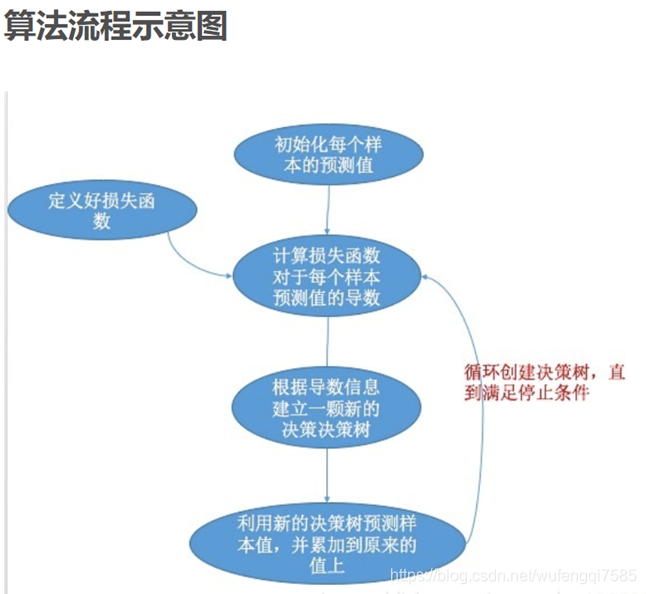 算法流程示意图
初始化每个样
本的预测值
定义好损失函
数
计算损失函数
对于每个样本
预测值的导数
循环创建决策树，直
到满足停止条件
根据导数信息
建立一颗新的
决策决策树
利用新的决策树预测样
本值，并累加到原来的
值上
https://blog.csdn.net/wufengqi7585